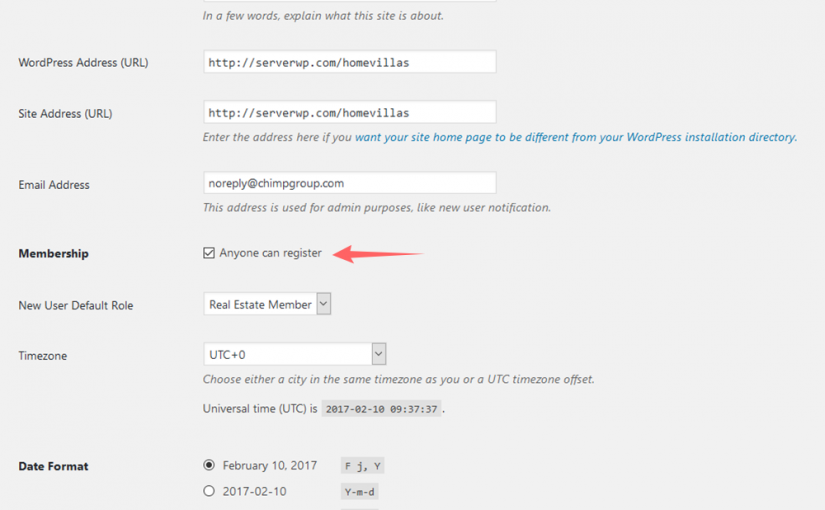 In a few words, explain what this site is about.
WordPress Address (URL) http://serverwp.com/homevillas
Site Address (URL) http://serverwp.com/homevillas
Enter the address here if you want your site home page to be different from your WordPress installation directory.
Email Address noreply@chimpgroup.com
This address is used for admin purposes, like new user notification.
Membership Anyone can register
New User Default Role Real Estate Member
Timezone UTC+0
Choose either a city in the same timezone as you or a UTC timezone offset.
Universal time (UTC) is 2017-02-10 09:37:37 .
Date Format February 10, 2017 F j, Y
2017-02-10 Y-m-d